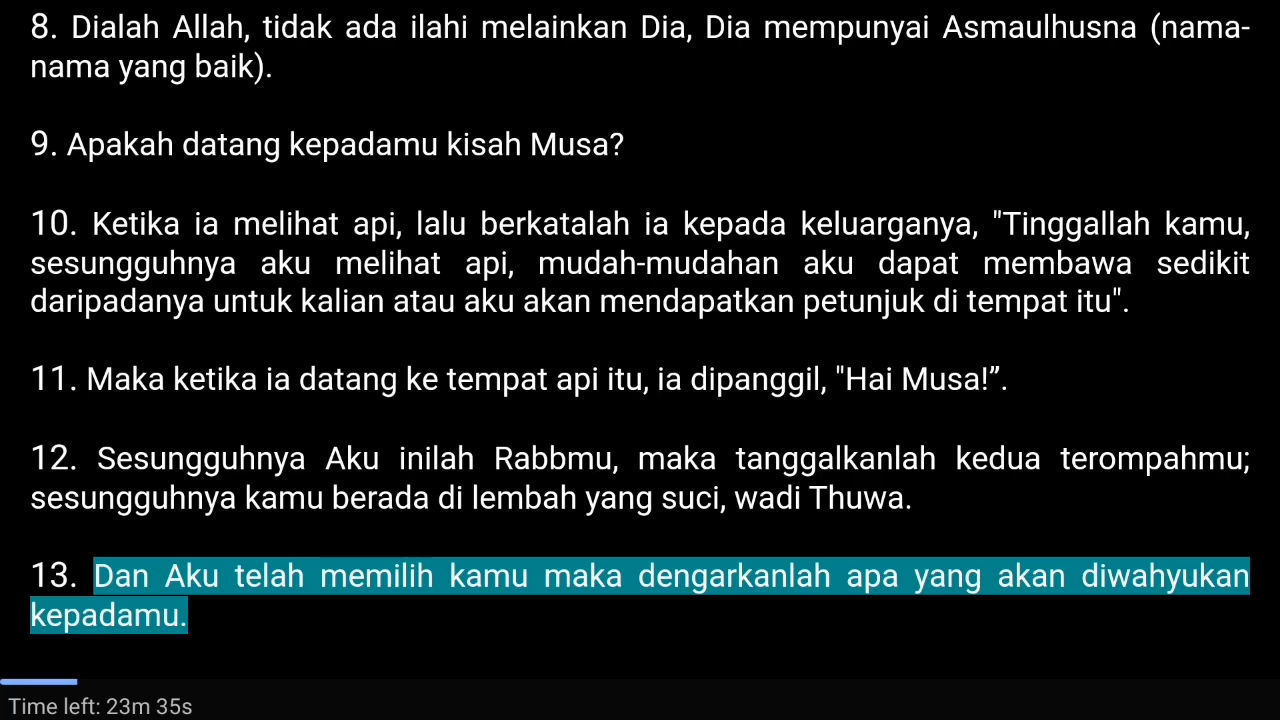 8. Dialah Allah, tidak ada ilahi melainkan Dia, Dia mempunyai Asmaulhusna (nama-
nama yang baik).
9. Apakah datang kepadamu kisah Musa?
10. Ketika ia melihat api, lalu berkatalah ia kepada keluarganya, "Tinggallah kamu,
sesungguhnya aku melihat api, mudah-mudahan aku dapat membawa sedikit
daripadanya untuk kalian atau aku akan mendapatkan petunjuk di tempat itu".
11. Maka ketika ia datang ke tempat api itu, ia dipanggil, "Hai Musa!”.
12. Sesungguhnya Aku inilah Rabbmu, maka tanggalkanlah kedua terompahmu;
sesungguhnya kamu berada di lembah yang suci, wadi Thuwa.
13. Dan Aku telah memilih kamu maka dengarkanlah apa yang akan diwahyukan
kepadamu.
Time left: 23m 35s